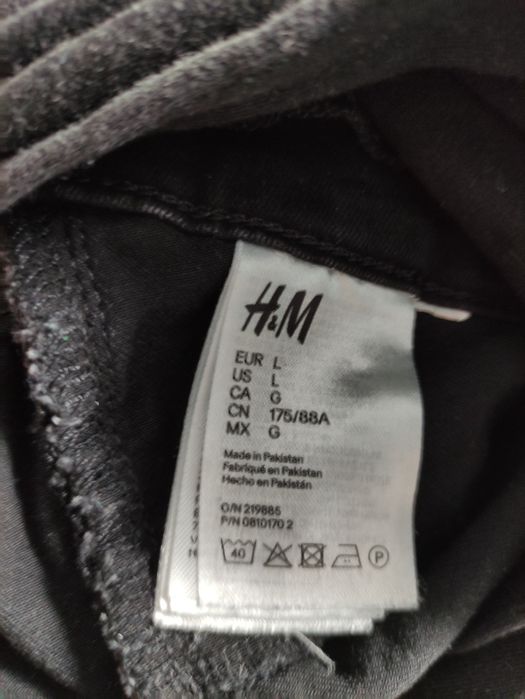 H&M
EUR L
US L
CA G
CN 175/88A
MX G
Made in Pakistan
Fabriqué en Pakistan
Hecho en Pakistán
O/N 219885
P/N 0810170 2
40
P